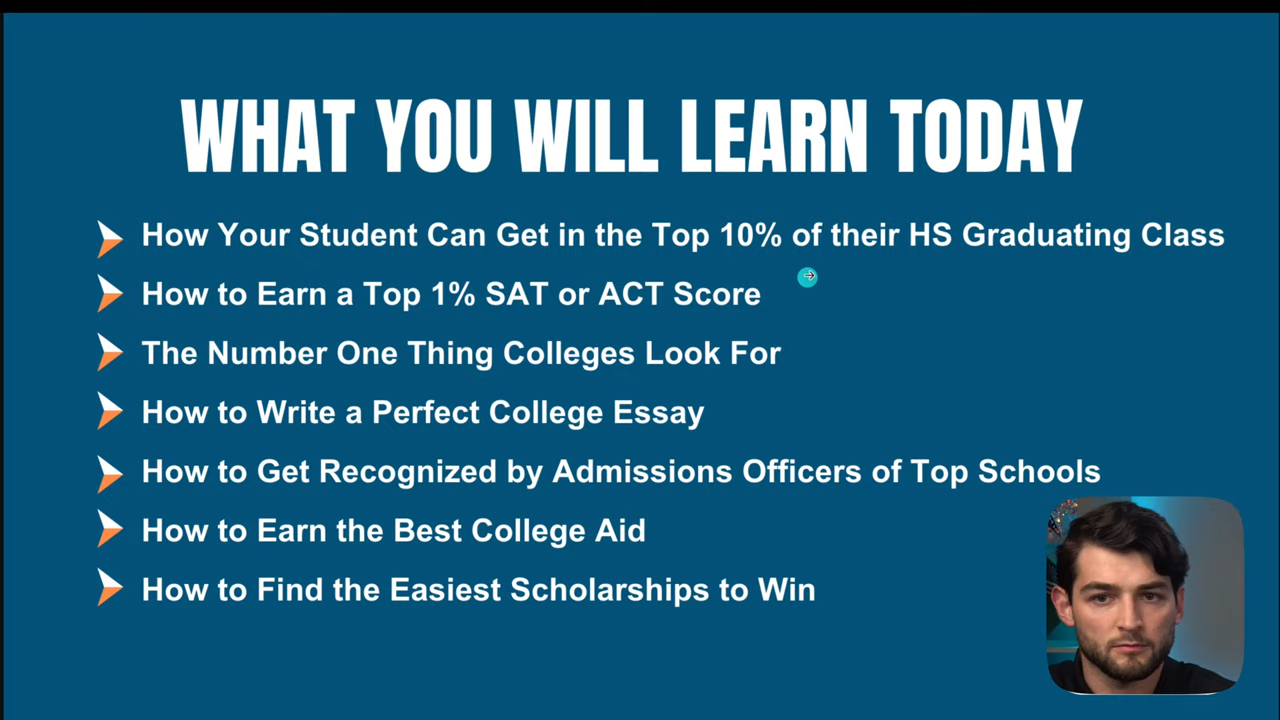 WHAT YOU WILL LEARN TODAY
How Your Student Can Get in the Top 10% of their HS Graduating Class
How to Earn a Top 1% SAT or ACT Score
The Number One Thing Colleges Look For
How to Write a Perfect College Essay
How to Get Recognized by Admissions Officers of Top Schools
How to Earn the Best College Aid
How to Find the Easiest Scholarships to Win